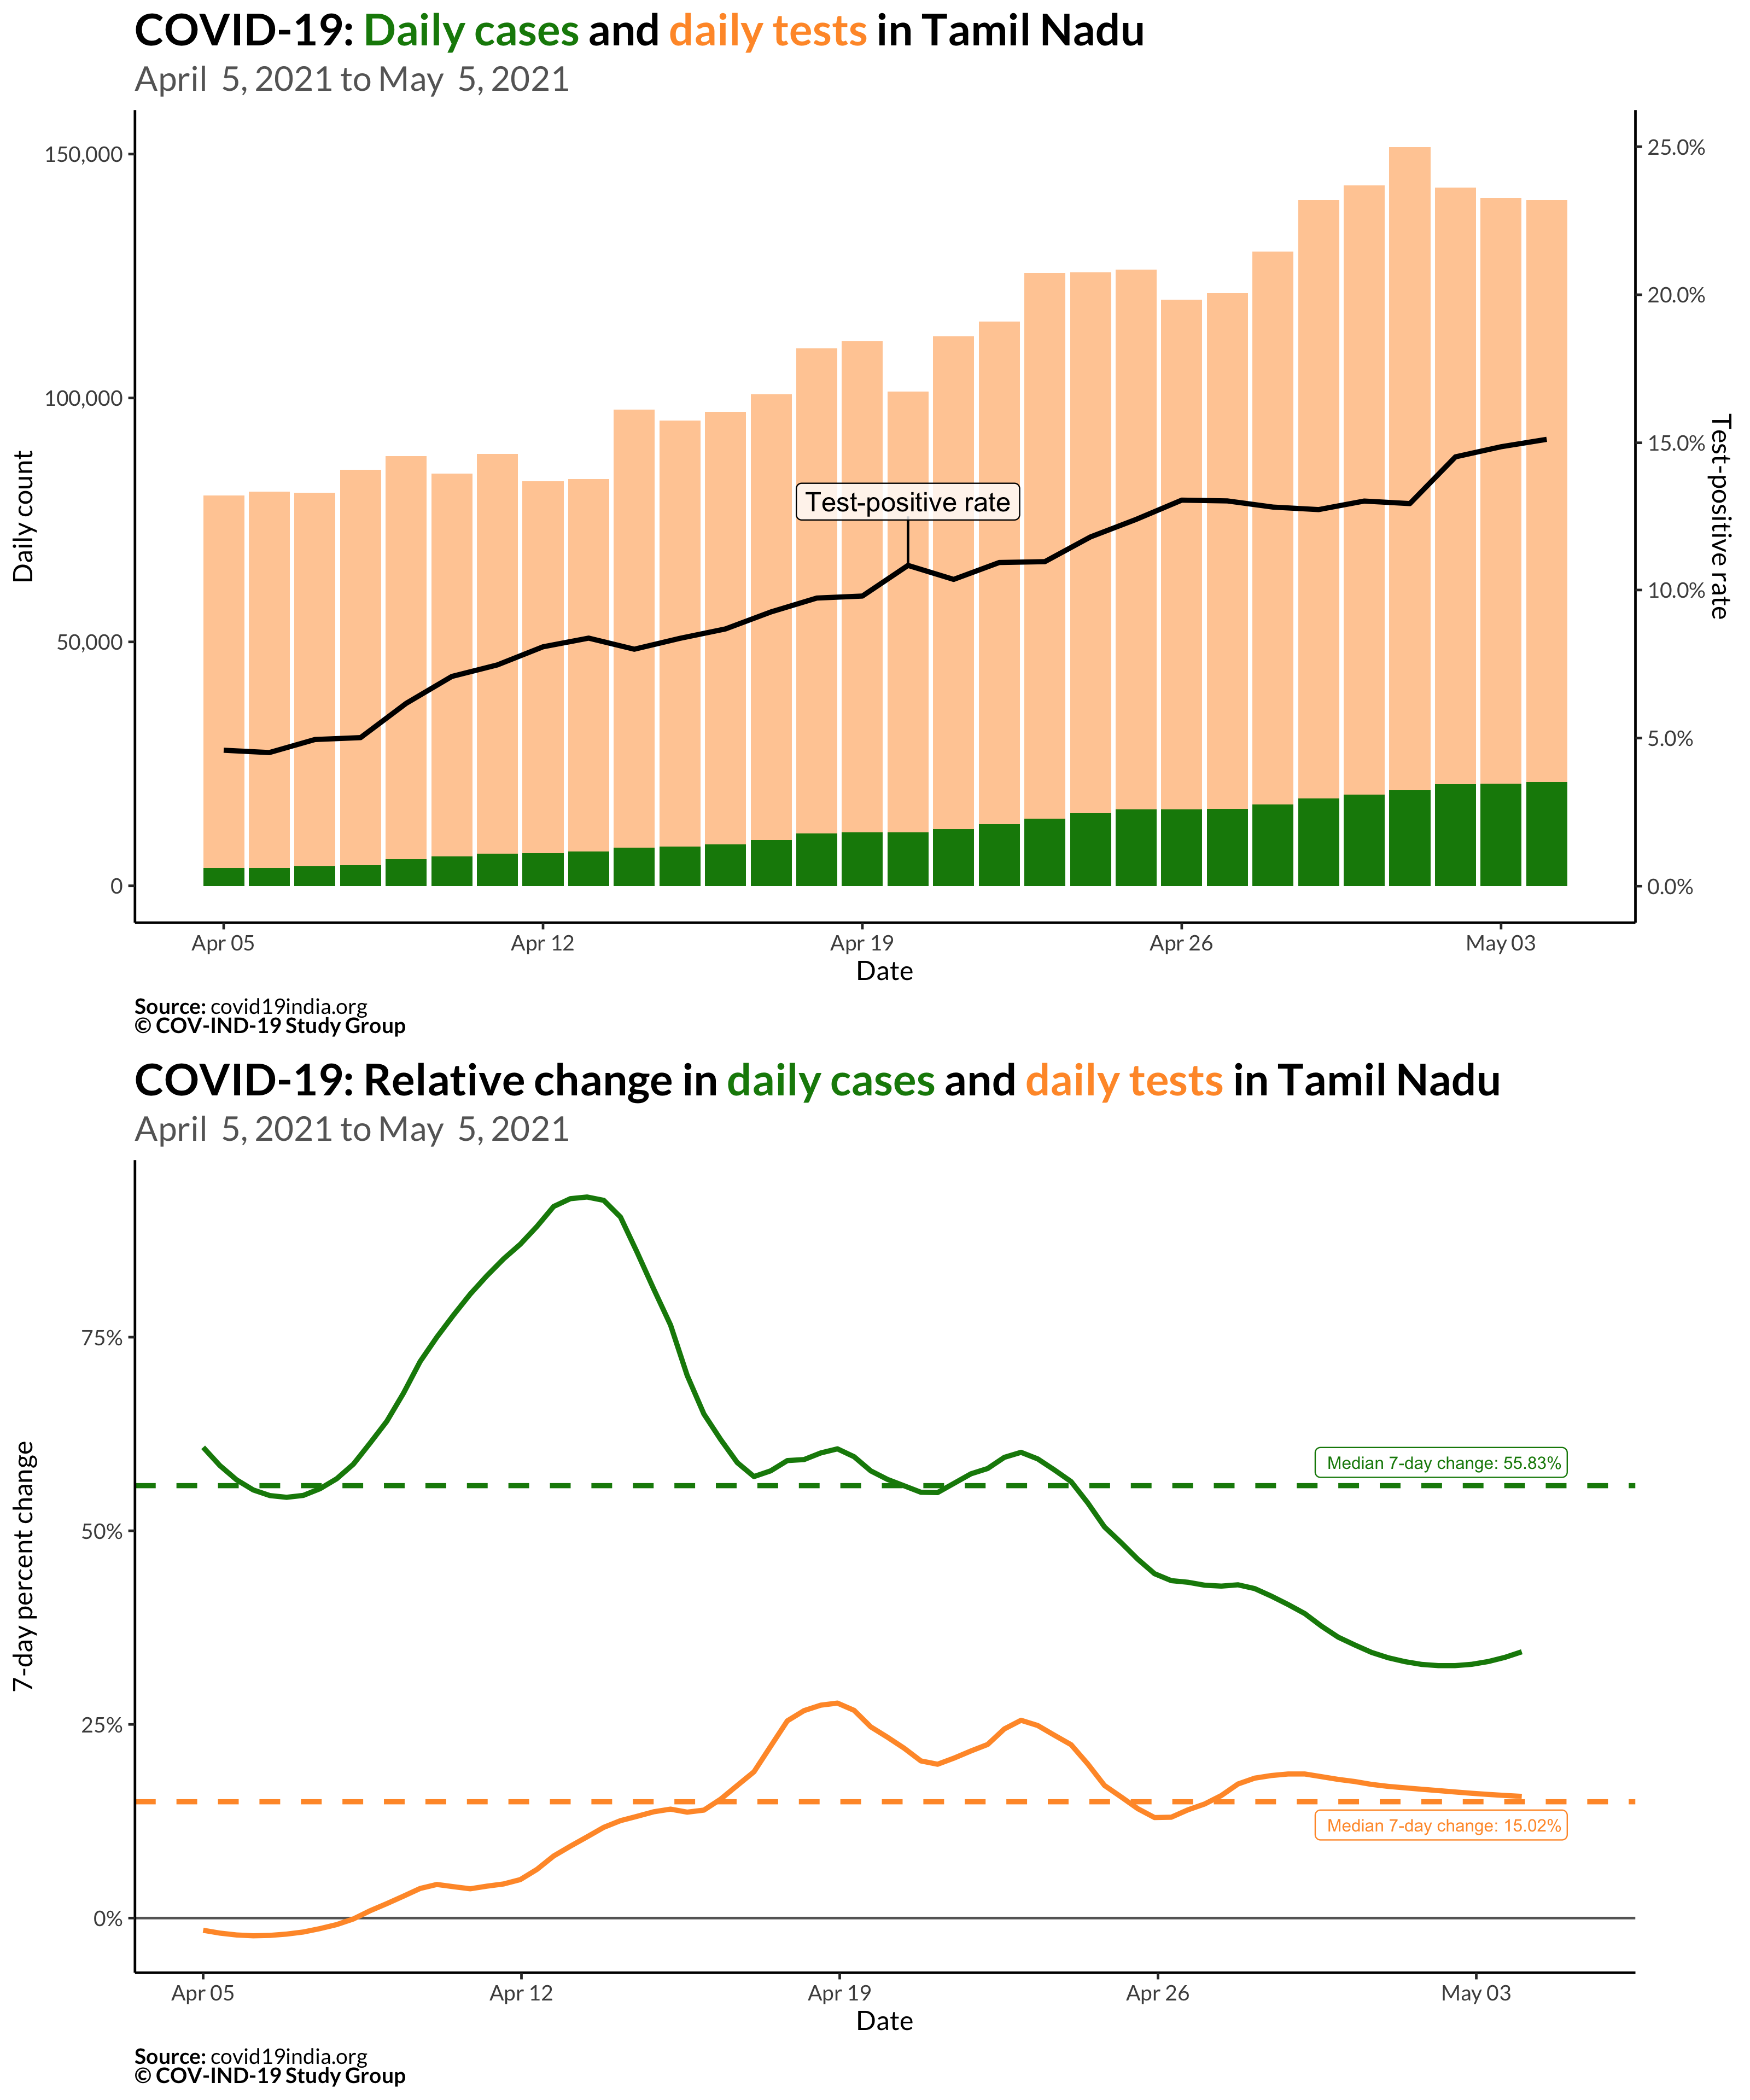 COVID-19: Daily cases and daily tests in Tamil Nadu
April 5, 2021 to May 5, 2021
150,000
100,000
50,000
0
Daily count
25.0%
20.0%
15.0%
10.0%
5.0%
0.0%
Test-positive rate
Test-positive rate
Apr 05
Apr 12
Apr 19
Apr 26
May 03
Date
Source: covid19india.org
© COV-IND-19 Study Group
COVID-19: Relative change in daily cases and daily tests in Tamil Nadu
April 5, 2021 to May 5, 2021
75%
50%
25%
0%
7-day percent change
Median 7-day change: 55.83%
Median 7-day change: 15.02%
Apr 05
Apr 12
Apr 19
Apr 26
May 03
Date
Source: covid19india.org
© COV-IND-19 Study Group